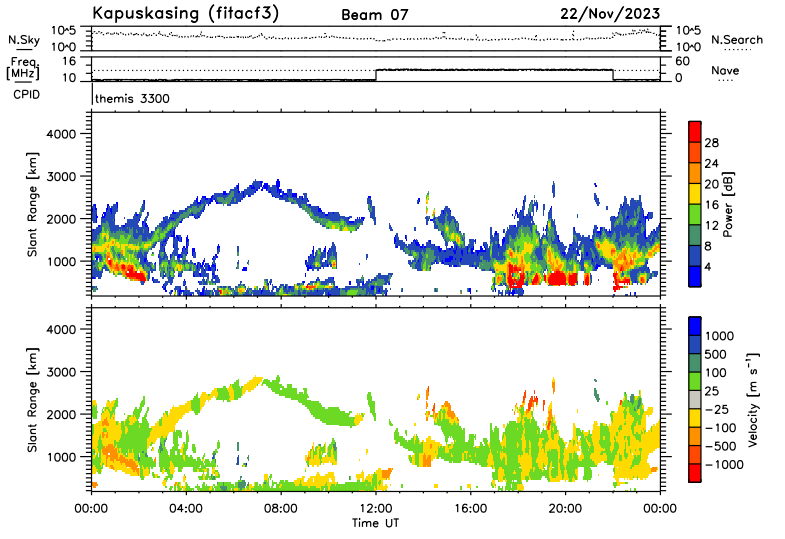 Kapuskasing (fitacf3) Beam 07 22/Nov/2023
N.Sky 10^5 10^0 10^5 10^0 N.Search
Freq. [MHz] 16 10 60 0 Nave
CPID themis 3300
Slant Range [km] 4000 3000 2000 1000
28 24 20 16 12 8 4 Power [dB]
Slant Range [km] 4000 3000 2000 1000
1000 500 100 25 −25 −100 −500 −1000 Velocity [m s⁻¹]
00:00 04:00 08:00 12:00 16:00 20:00 00:00
Time UT